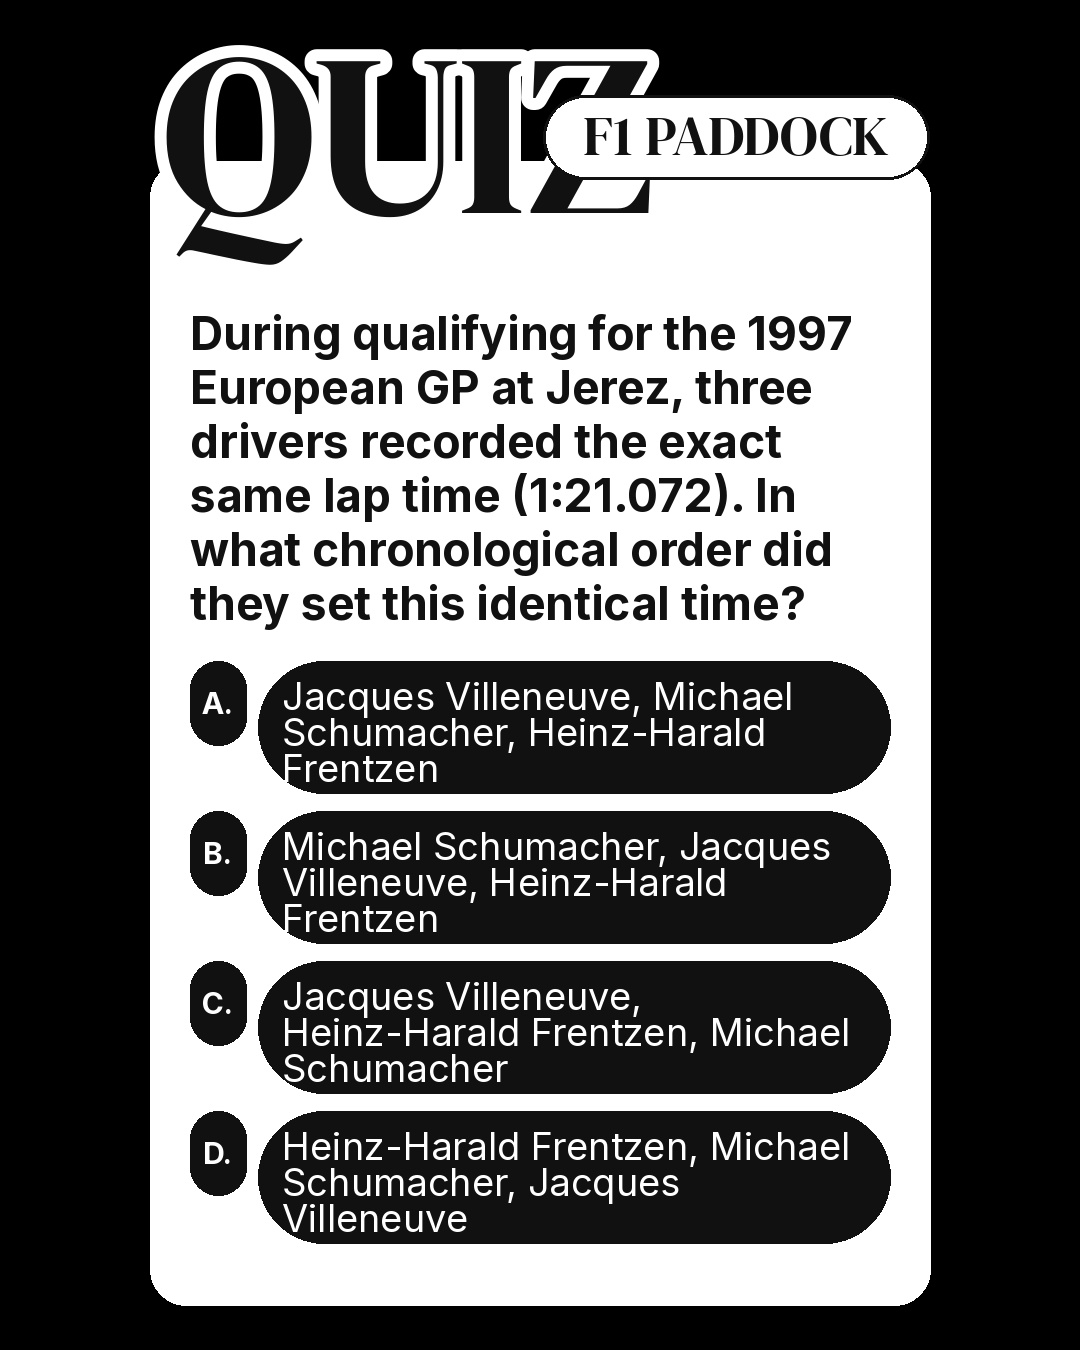 QUIZ
F1 PADDOCK
During qualifying for the 1997
European GP at Jerez, three
drivers recorded the exact
same lap time (1:21.072). In
what chronological order did
they set this identical time?
A.
Jacques Villeneuve, Michael
Schumacher, Heinz-Harald
Frentzen
B.
Michael Schumacher, Jacques
Villeneuve, Heinz-Harald
Frentzen
C.
Jacques Villeneuve,
Heinz-Harald Frentzen, Michael
Schumacher
D.
Heinz-Harald Frentzen, Michael
Schumacher, Jacques
Villeneuve